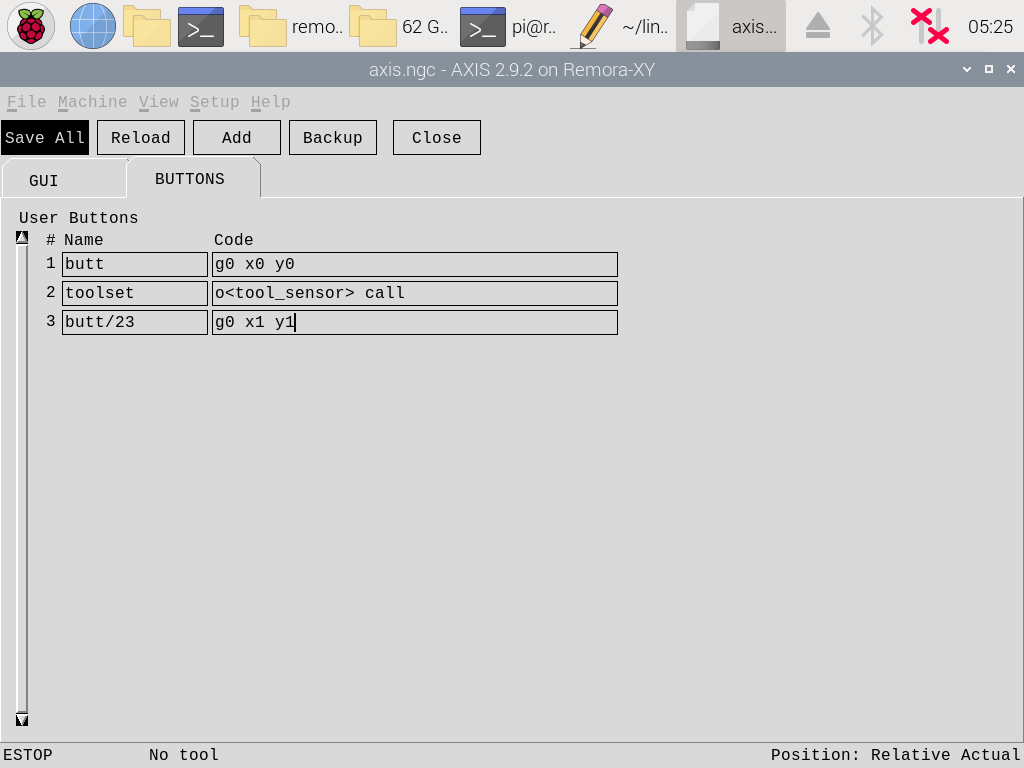 >_ remo.. 62 G.. >_ pi@r.. ~/lin.. axis... 05:25
axis.ngc - AXIS 2.9.2 on Remora-XY
File Machine View Setup Help
Save All Reload Add Backup Close
GUI BUTTONS
User Buttons
# Name Code
1 butt g0 x0 y0
2 toolset o<tool_sensor> call
3 butt/23 g0 x1 y1
ESTOP No tool Position: Relative Actual